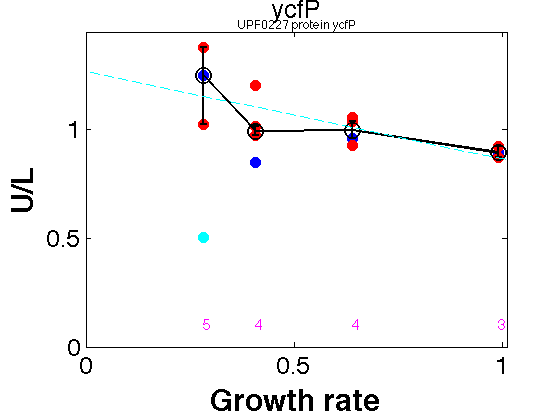 ycfP
UPF0227 protein ycfP
U/L
1
0.5
0
5 4 4 3
0 0.5 1
Growth rate